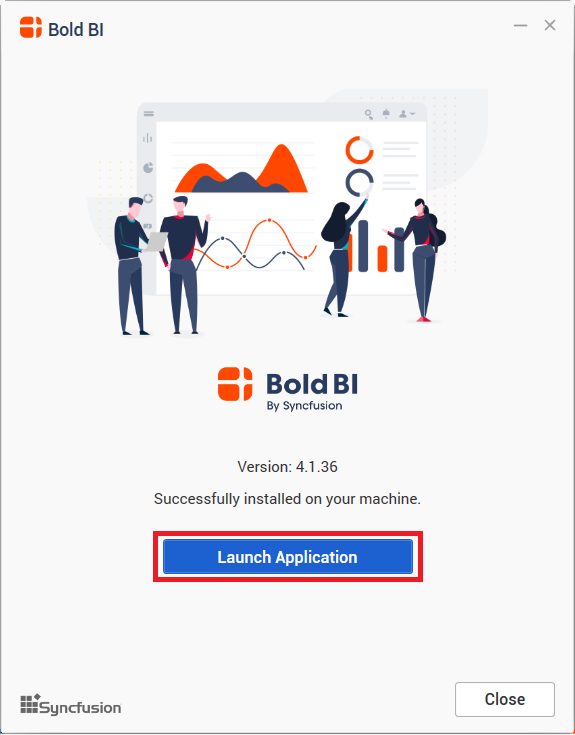 Bold BI
Bold BI
By Syncfusion
Version: 4.1.36
Successfully installed on your machine.
Launch Application
Syncfusion
Close